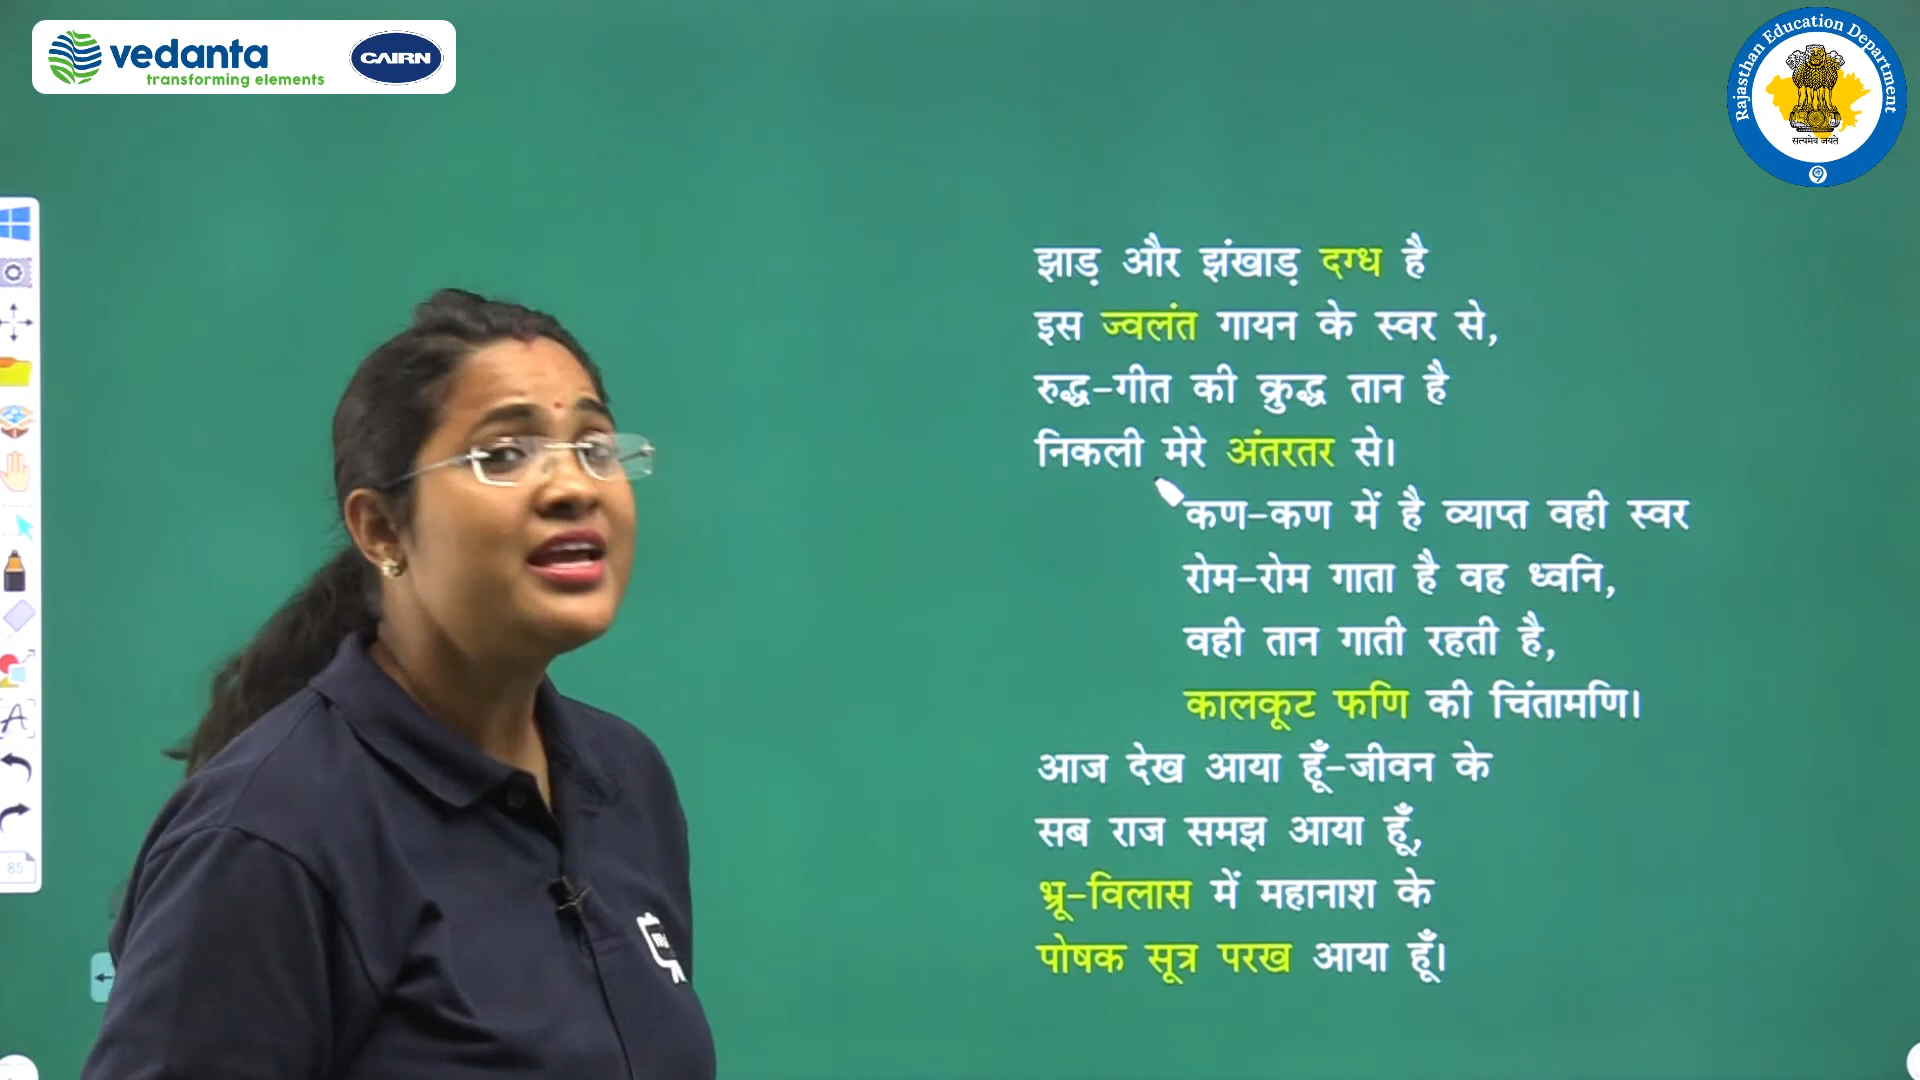 vedanta
transforming elements
CAIRN
Rajasthan Education Department
सत्यमेव जयते
झाड़ और झंखाड़ दग्ध है
इस ज्वलंत गायन के स्वर से,
रुद्ध-गीत की क्रुद्ध तान है
निकली मेरे अंतरतर से।
कण-कण में है व्याप्त वही स्वर
रोम-रोम गाता है वह ध्वनि,
वही तान गाती रहती है,
कालकूट फणि की चिंतामणि।
आज देख आया हूँ-जीवन के
सब राज समझ आया हूँ,
भ्रू-विलास में महानाश के
पोषक सूत्र परख आया हूँ।
A
85